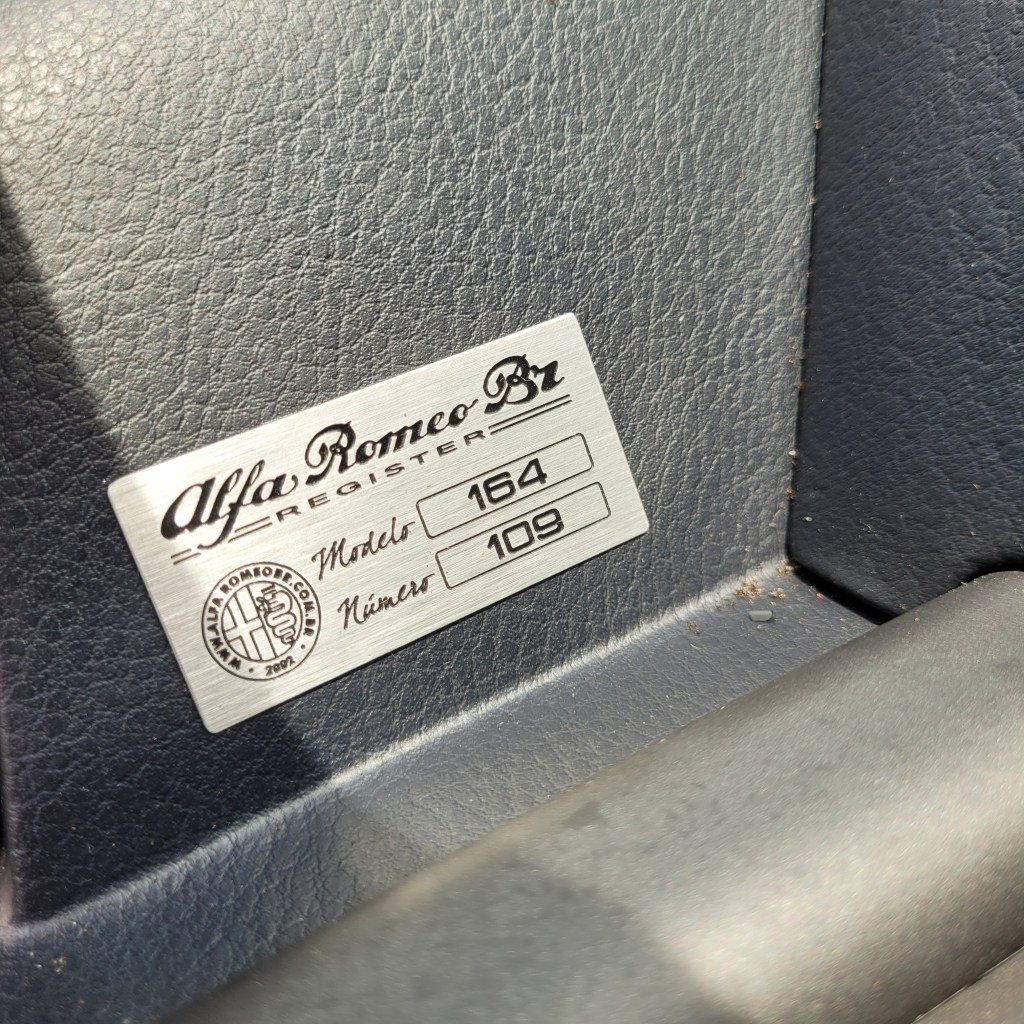 Alfa Romeo Br
REGISTER
Modelo 164
Número 109
WWW.ALFAROMEOBR.COM.BR
2002